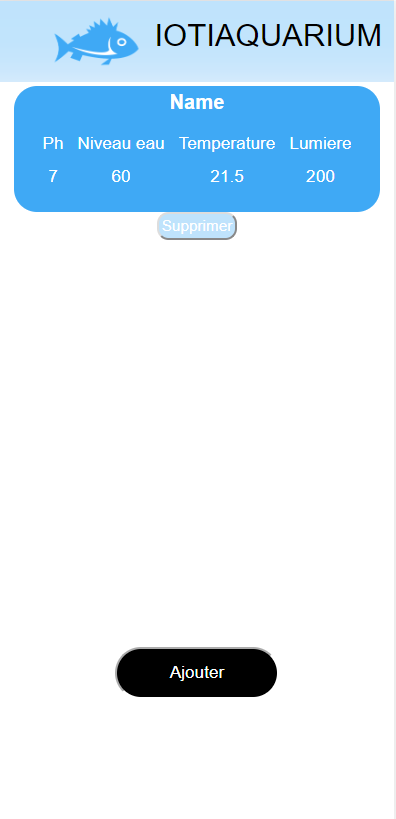 IOTIAQUARIUM
Name
Ph Niveau eau Temperature Lumiere
7 60 21.5 200
Supprimer
Ajouter